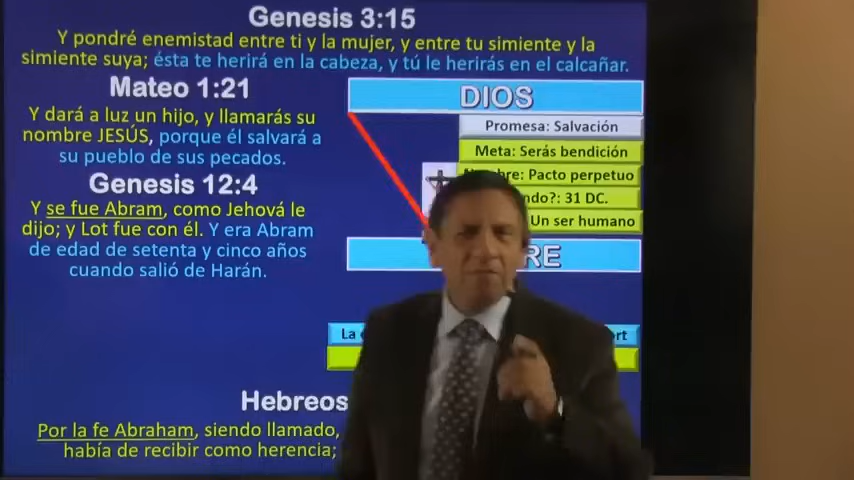 Genesis 3:15
Y pondré enemistad entre ti y la mujer, y entre tu simiente y la
simiente suya; ésta te herirá en la cabeza, y tú le herirás en el calcañar.
Mateo 1:21
Y dará a luz un hijo, y llamarás su
nombre JESÚS, porque él salvará a
su pueblo de sus pecados.
Genesis 12:4
Y se fue Abram, como Jehová le
dijo; y Lot fue con él. Y era Abram
de edad de setenta y cinco años
cuando salió de Harán.
DIOS
Promesa: Salvación
Meta: Serás bendición
Pacto perpetuo
31 DC.
Un ser humano
RE
La
rt
Hebreos
Por la fe Abraham, siendo llamado,
había de recibir como herencia;